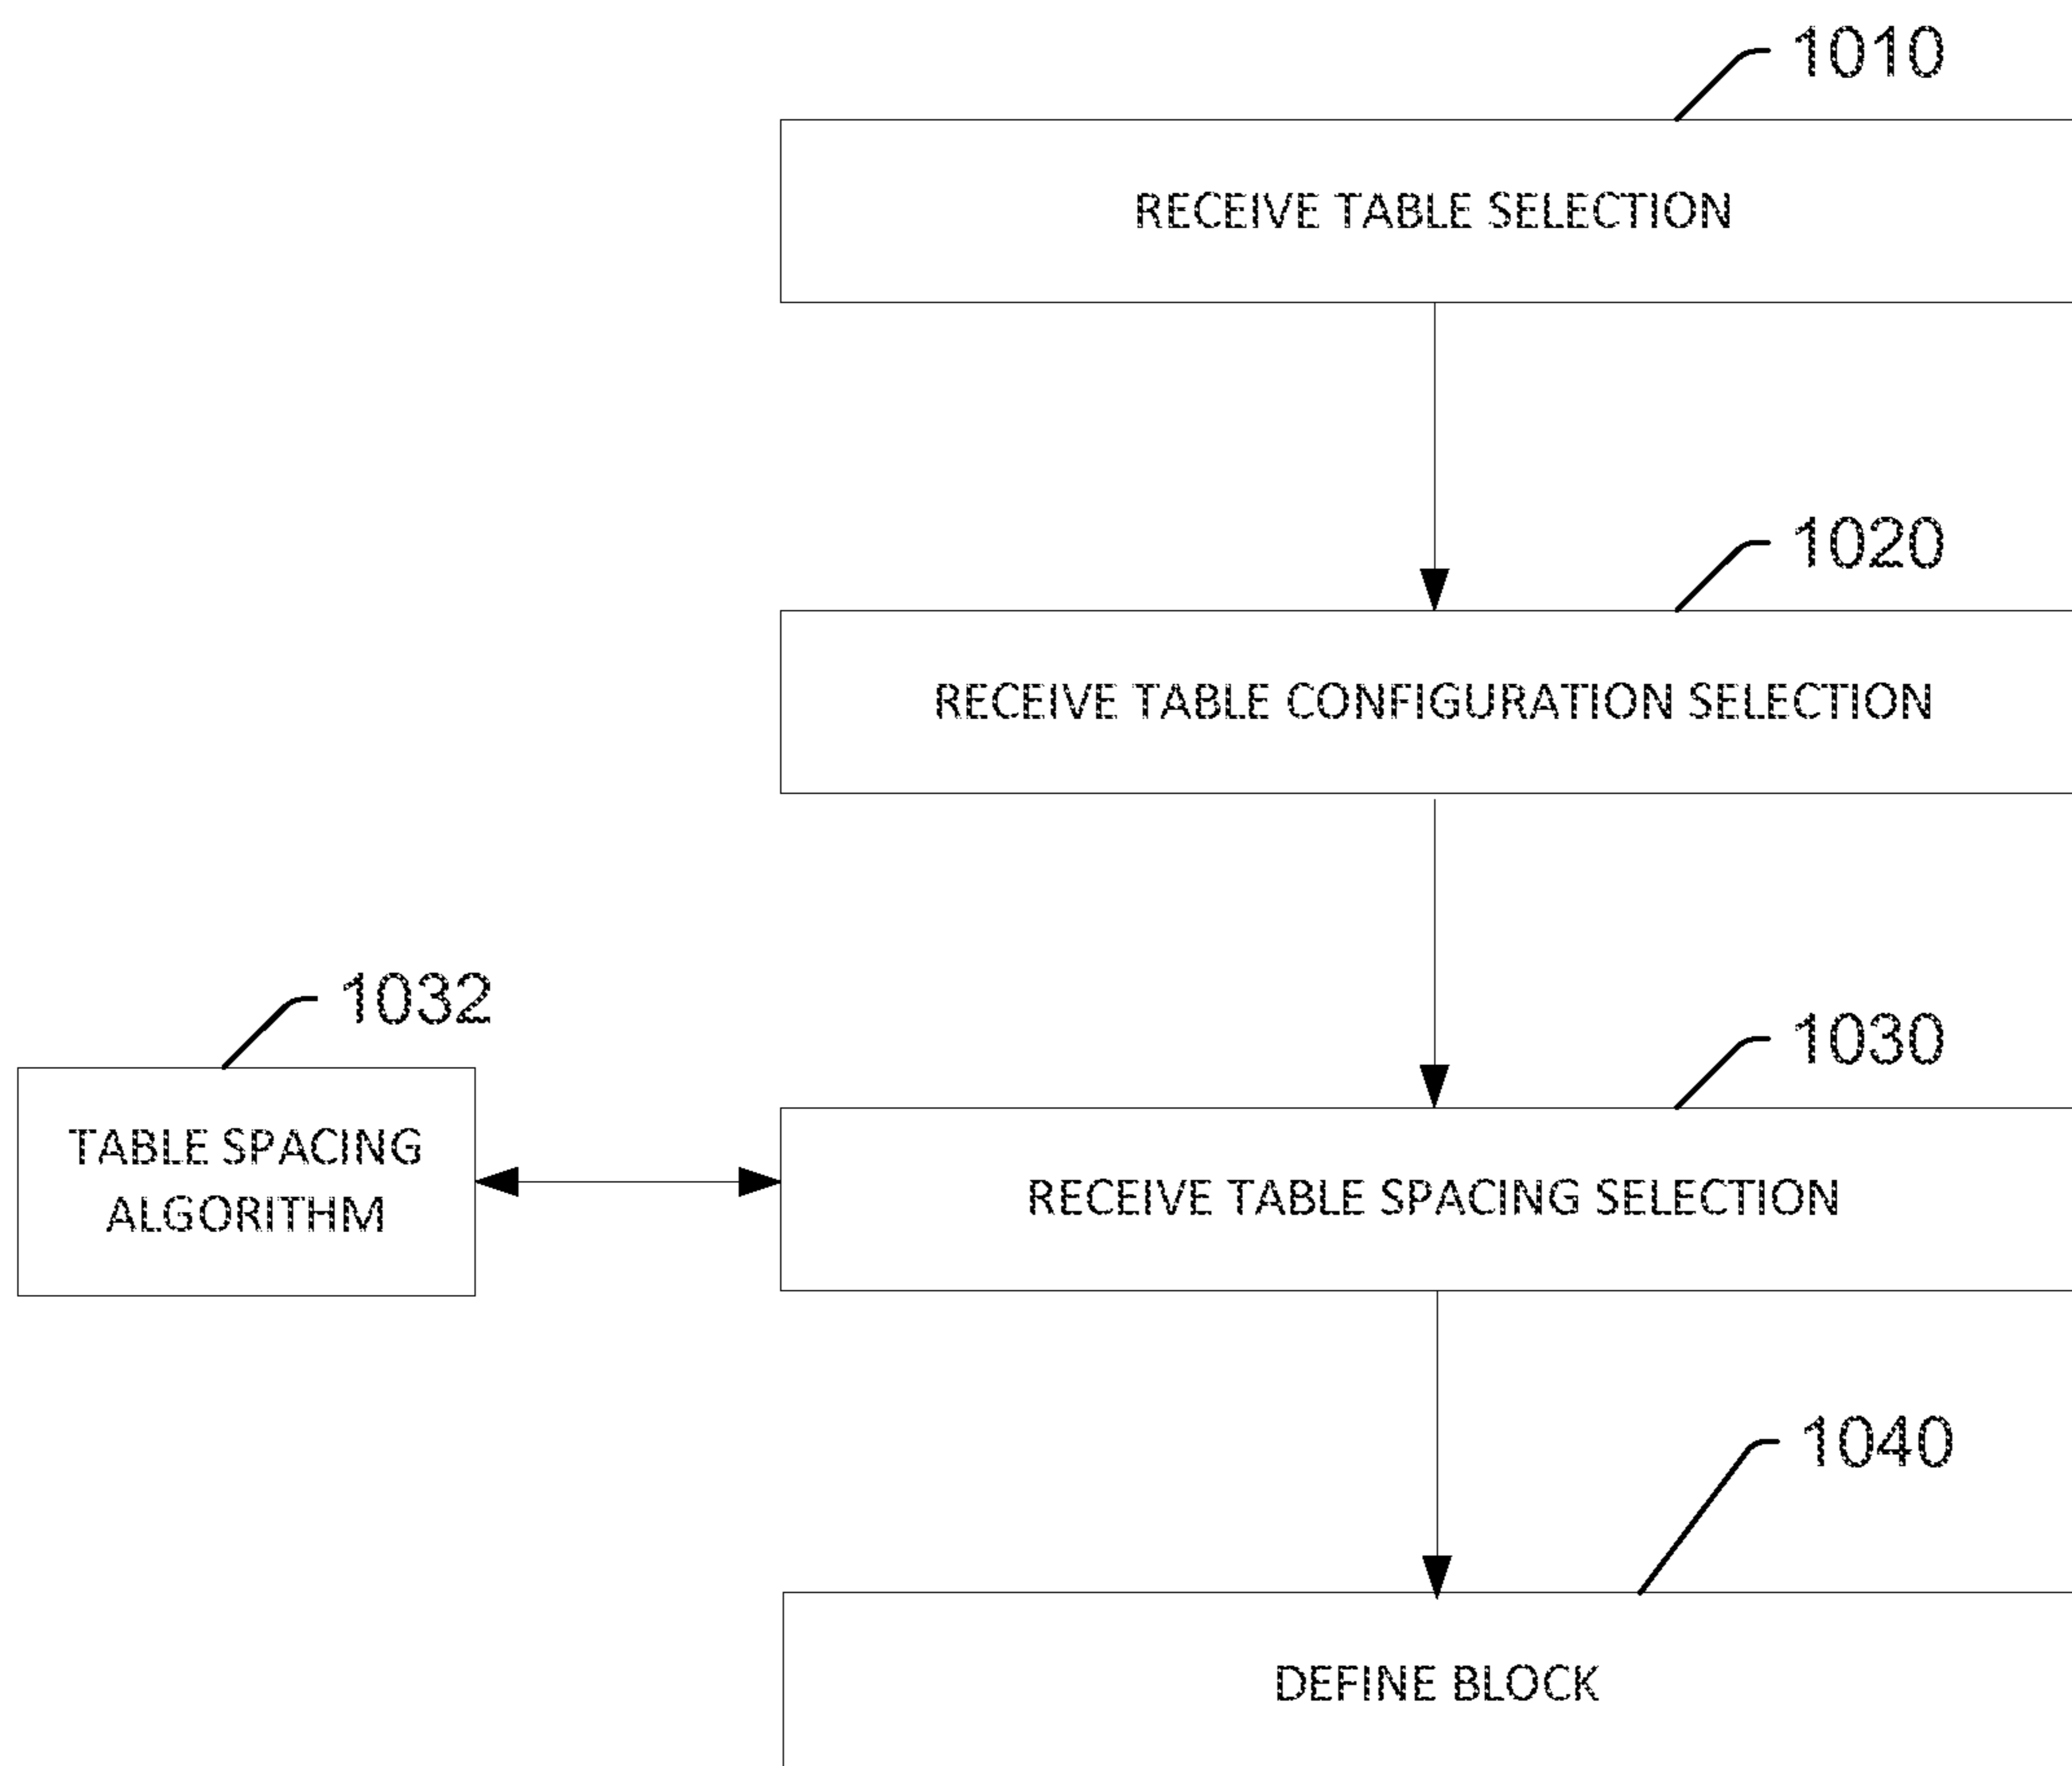 1010
RECEIVE TABLE SELECTION
1020
RECEIVE TABLE CONFIGURATION SELECTION
1032
TABLE SPACING
ALGORITHM
1030
RECEIVE TABLE SPACING SELECTION
1040
DEFINE BLOCK